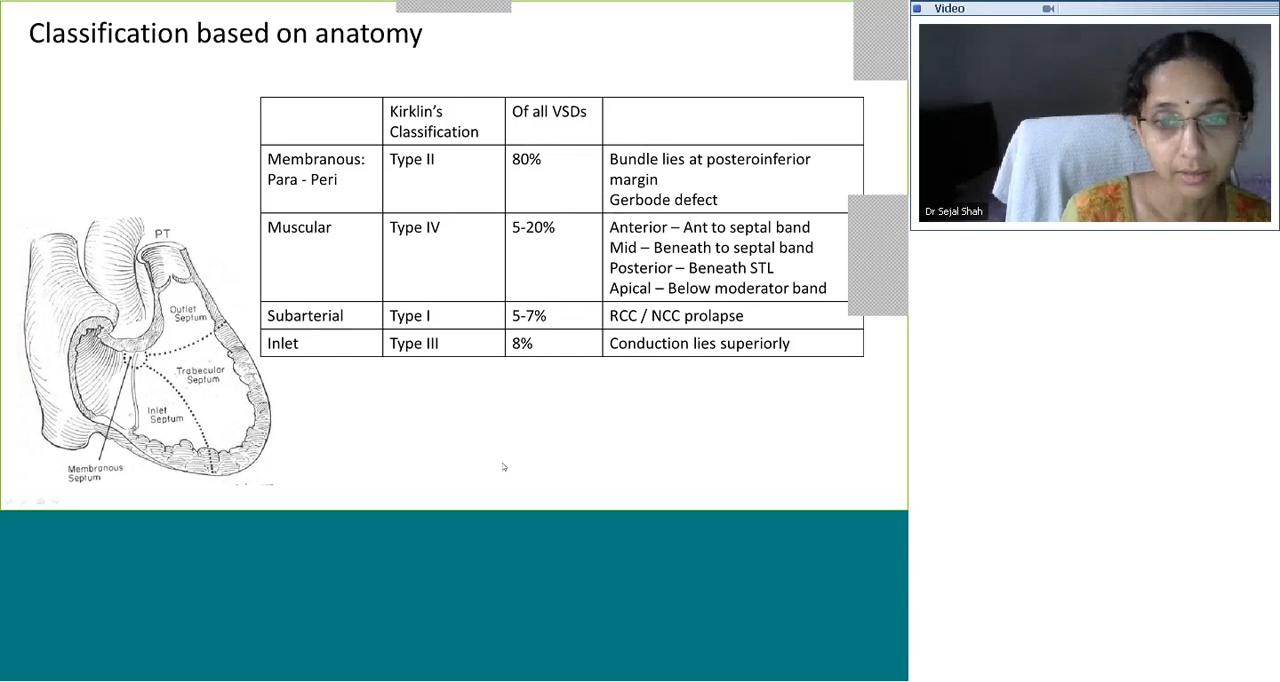 Classification based on anatomy
Kirklin's
Classification
Of all VSDs
Membranous:
Para - Peri
Type II
80%
Bundle lies at posteroinferior
margin
Gerbode defect
Muscular
Type IV
5-20%
Anterior – Ant to septal band
Mid – Beneath to septal band
Posterior – Beneath STL
Apical – Below moderator band
Subarterial
Type I
5-7%
RCC / NCC prolapse
Inlet
Type III
8%
Conduction lies superiorly
PT
Outlet
Septum
Trabecular
Septum
Inlet
Septum
Membranous
Septum
Video
Dr Sejal Shah